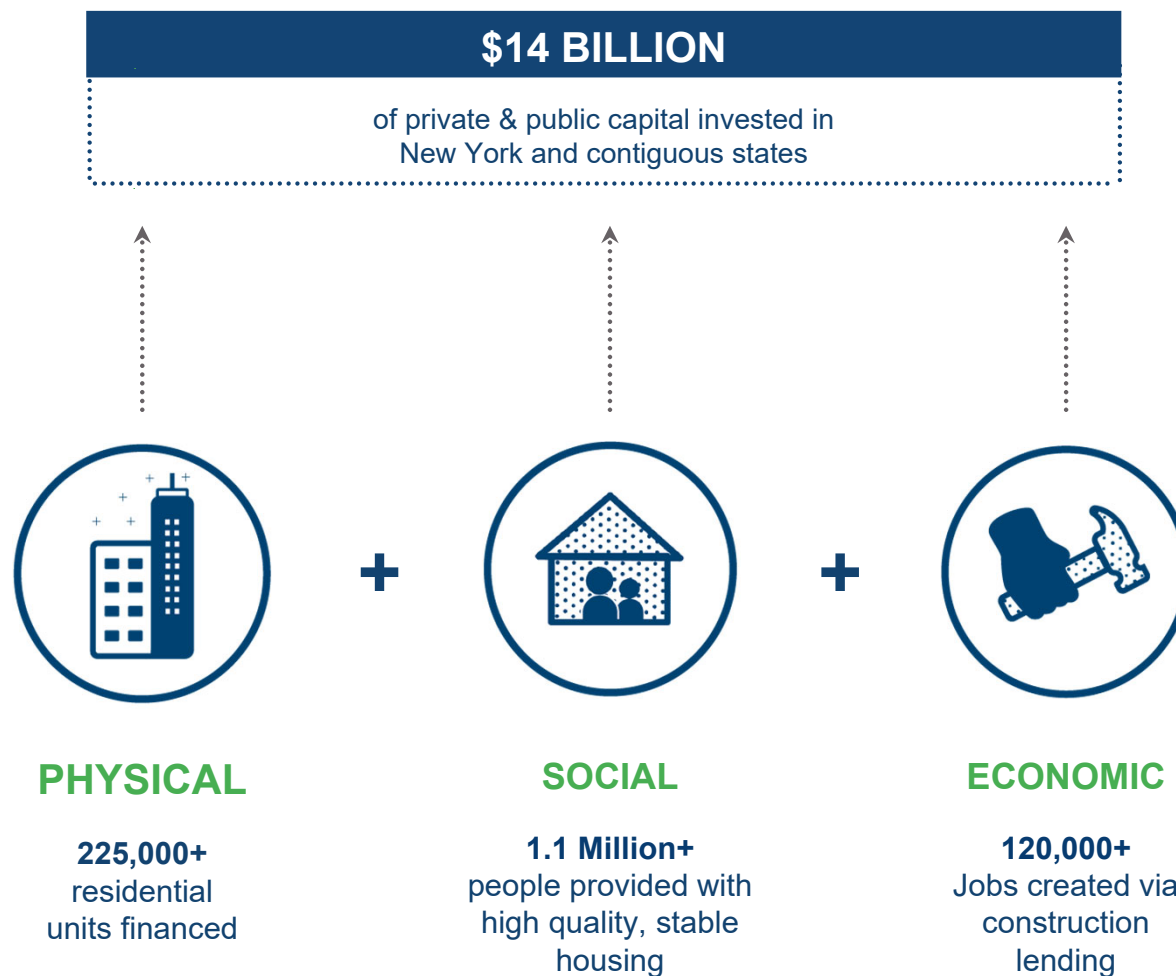 $14 BILLION
of private & public capital invested in
New York and contiguous states
+
+
PHYSICAL
225,000+
residential
units financed
SOCIAL
1.1 Million+
people provided with
high quality, stable
housing
ECONOMIC
120,000+
Jobs created via
construction
lending